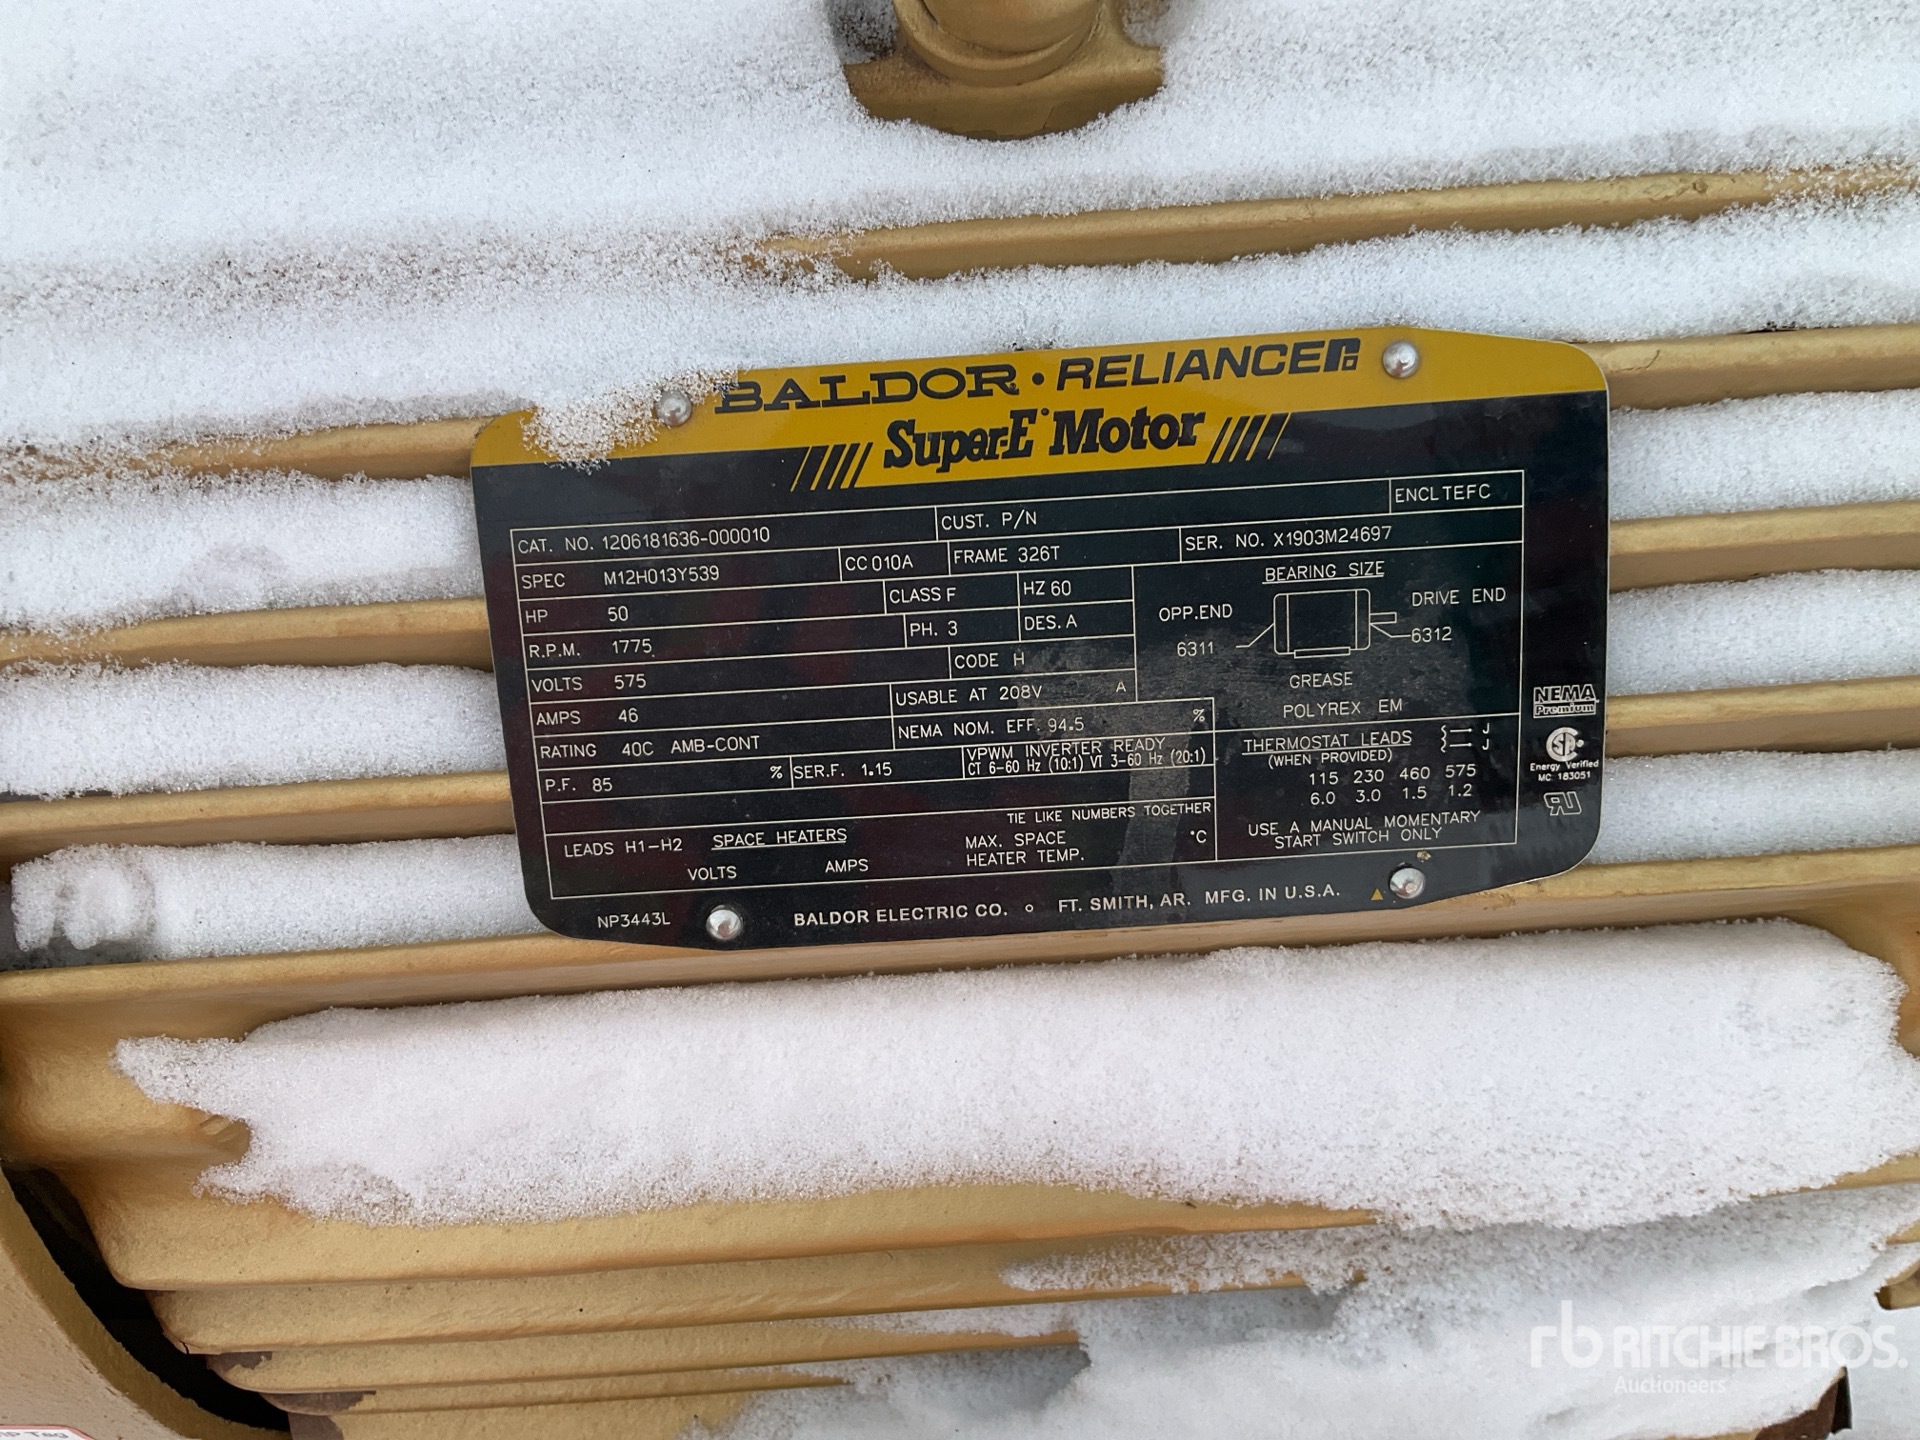 BALDOR · RELIANCE
Super-E Motor
CAT. NO. 1206181636-000010 CUST. P/N ENCL TEFC
SPEC M12H013Y539 CC 010A FRAME 326T SER. NO. X1903M24697
HP 50 CLASS F HZ 60
R.P.M. 1775 PH. 3 DES. A
VOLTS 575 CODE H
AMPS 46 USABLE AT 208V A
RATING 40C AMB-CONT NEMA NOM. EFF. 94.5 %
P.F. 85 % SER.F. 1.15 VPWM INVERTER READY
CT 6-60 Hz (10:1) VT 3-60 Hz (20:1)
TIE LIKE NUMBERS TOGETHER
LEADS H1-H2 SPACE HEATERS MAX. SPACE °C
HEATER TEMP.
VOLTS AMPS
BEARING SIZE
OPP.END DRIVE END
6311 6312
GREASE
POLYREX EM
THERMOSTAT LEADS J
(WHEN PROVIDED) J
115 230 460 575
6.0 3.0 1.5 1.2
USE A MANUAL MOMENTARY
START SWITCH ONLY
NEMA
Premium
Energy Verified
MC 183051
NP3443L BALDOR ELECTRIC CO. FT. SMITH, AR. MFG. IN U.S.A.
rb RITCHIE BROS.
Auctioneers
Tag